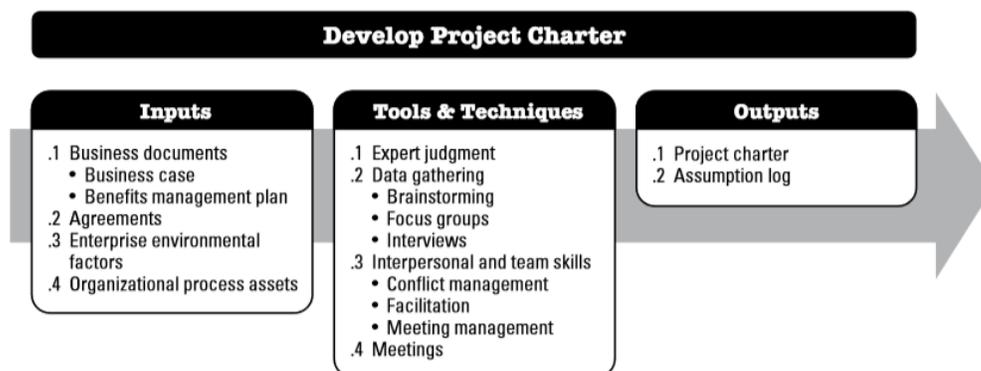 Develop Project Charter
Inputs
.1 Business documents
• Business case
• Benefits management plan
.2 Agreements
.3 Enterprise environmental
factors
.4 Organizational process assets
Tools & Techniques
.1 Expert judgment
.2 Data gathering
• Brainstorming
• Focus groups
• Interviews
.3 Interpersonal and team skills
• Conflict management
• Facilitation
• Meeting management
.4 Meetings
Outputs
.1 Project charter
.2 Assumption log